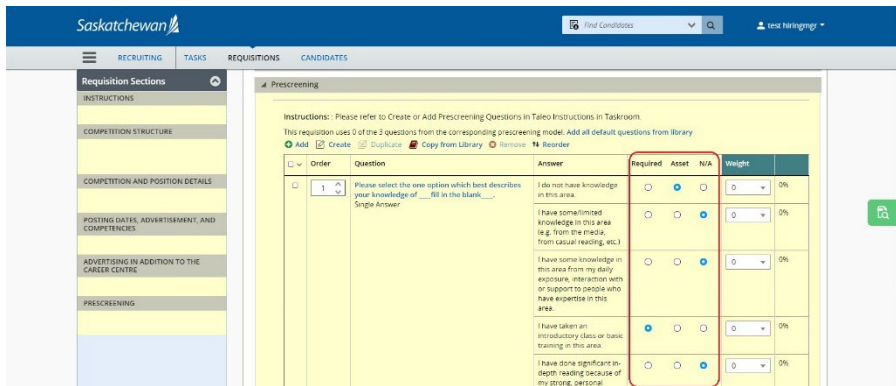 Saskatchewan
Find Candidates
test hiringmgr
RECRUITING TASKS REQUISITIONS CANDIDATES
Requisition Sections
INSTRUCTIONS
COMPETITION STRUCTURE
COMPETITION AND POSITION DETAILS
POSTING DATES, ADVERTISEMENT, AND
COMPETENCIES
ADVERTISING IN ADDITION TO THE
CAREER CENTRE
PRESCREENING
Prescreening
Instructions: : Please refer to Create or Add Prescreening Questions in Taleo Instructions in Taskroom.
This requisition uses 0 of the 3 questions from the corresponding prescreening model. Add all default questions from library
Add Create Duplicate Copy from Library Remove Reorder
Order Question Answer Required Asset N/A Weight
1 Please select the one option which best describes
your knowledge of ___fill in the blank___.
Single Answer
I do not have knowledge
in this area.
0 0%
I have some/limited
knowledge in this area
(e.g. from the media,
from casual reading, etc.)
0 0%
I have some knowledge in
this area from my daily
exposure, interaction with
or support to people who
have expertise in this
area.
0 0%
I have taken an
introductory class or basic
training in this area.
0 0%
I have done significant in-
depth reading because of
my strong, personal
0 0%